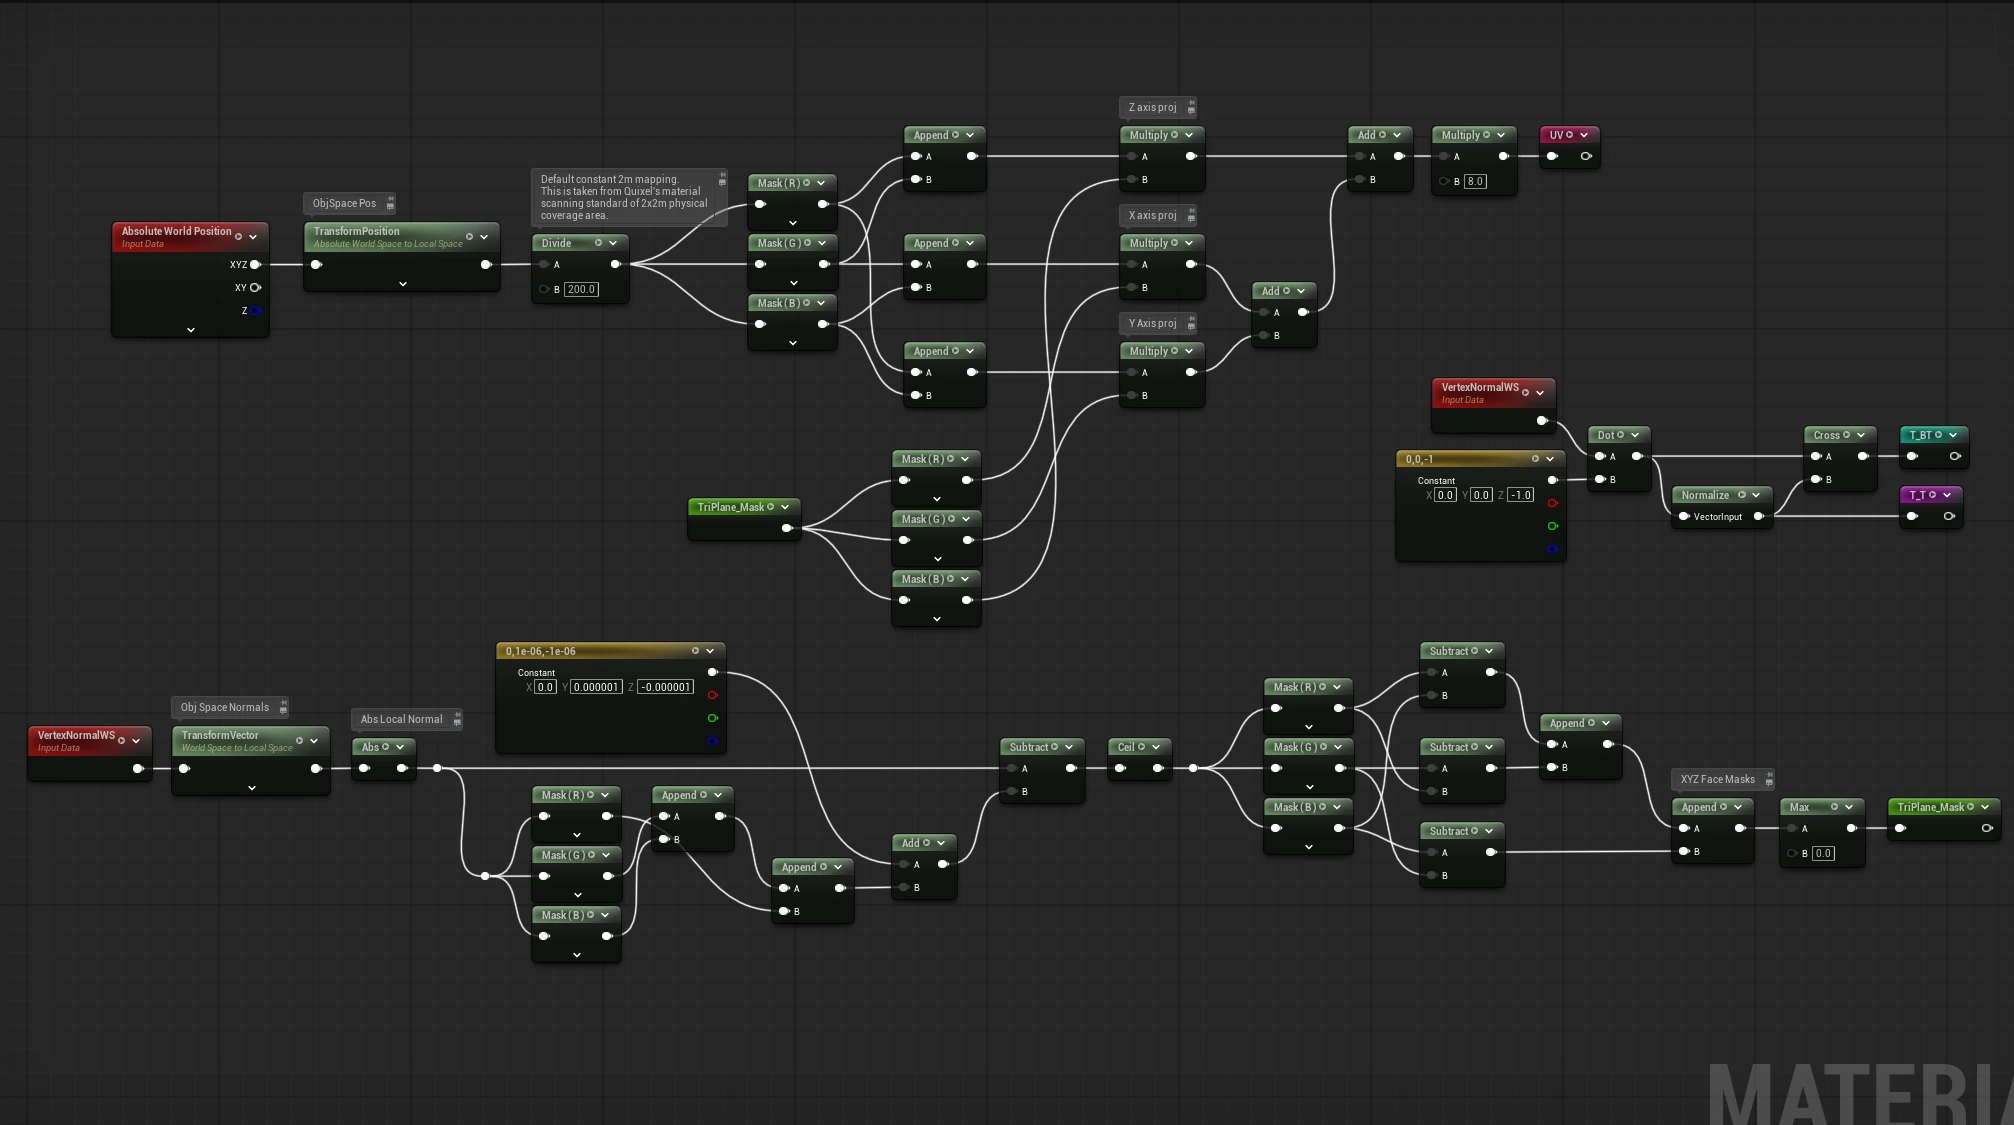 Z axis proj
Append
A
B
Multiply
A
B
Add
A
B
Multiply
A
B 8.0
UV
Default constant 2m mapping.
This is taken from Quixel's material
scanning standard of 2x2m physical
coverage area.
Mask ( R )
ObjSpace Pos
Absolute World Position
Input Data
XYZ
XY
Z
TransformPosition
Absolute World Space to Local Space
Divide
A
B 200.0
Mask ( G )
Mask ( B )
Append
A
B
X axis proj
Multiply
A
B
Add
A
B
Append
A
B
Y Axis proj
Multiply
A
B
VertexNormalWS
Input Data
0,0,-1
Constant
X 0.0 Y 0.0 Z -1.0
Dot
A
B
Normalize
VectorInput
Cross
A
B
T_BT
T_T
TriPlane_Mask
Mask ( R )
Mask ( G )
Mask ( B )
0,1e-06,-1e-06
Constant
X 0.0 Y 0.000001 Z -0.000001
Obj Space Normals
VertexNormalWS
Input Data
TransformVector
World Space to Local Space
Abs Local Normal
Abs
Mask ( R )
Mask ( G )
Mask ( B )
Append
A
B
Append
A
B
Add
A
B
Subtract
A
B
Ceil
Mask ( R )
Mask ( G )
Mask ( B )
Subtract
A
B
Subtract
A
B
Subtract
A
B
Append
A
B
XYZ Face Masks
Append
A
B
Max
A
B 0.0
TriPlane_Mask